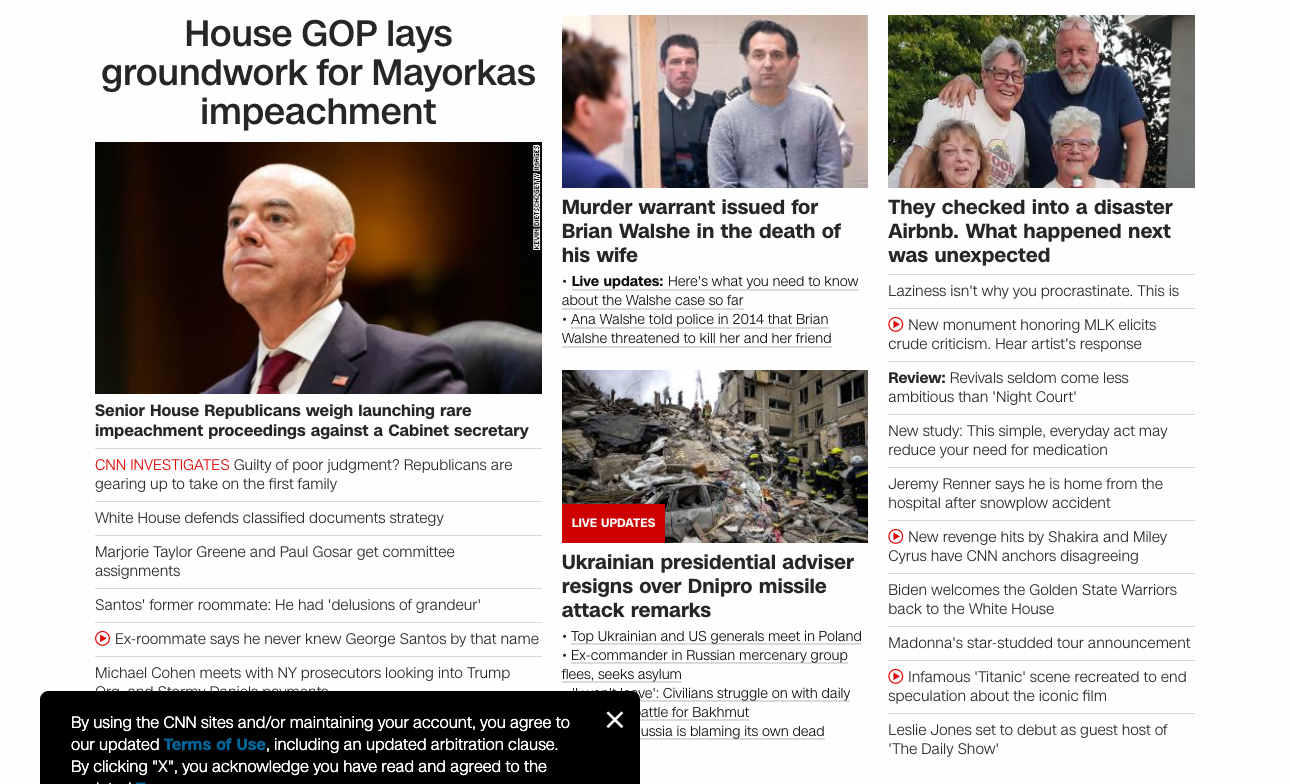 House GOP lays
groundwork for Mayorkas
impeachment
KEVIN DIETSCH/GETTY IMAGES
Senior House Republicans weigh launching rare
impeachment proceedings against a Cabinet secretary
CNN INVESTIGATES Guilty of poor judgment? Republicans are
gearing up to take on the first family
White House defends classified documents strategy
Marjorie Taylor Greene and Paul Gosar get committee
assignments
Santos' former roommate: He had 'delusions of grandeur'
Ex-roommate says he never knew George Santos by that name
Michael Cohen meets with NY prosecutors looking into Trump
Org. and Stormy Daniels payments
By using the CNN sites and/or maintaining your account, you agree to
our updated Terms of Use, including an updated arbitration clause.
By clicking "X", you acknowledge you have read and agreed to the
Murder warrant issued for
Brian Walshe in the death of
his wife
• Live updates: Here's what you need to know
about the Walshe case so far
• Ana Walshe told police in 2014 that Brian
Walshe threatened to kill her and her friend
LIVE UPDATES
Ukrainian presidential adviser
resigns over Dnipro missile
attack remarks
• Top Ukrainian and US generals meet in Poland
• Ex-commander in Russian mercenary group
flees, seeks asylum
leave': Civilians struggle on with daily
battle for Bakhmut
ussia is blaming its own dead
They checked into a disaster
Airbnb. What happened next
was unexpected
Laziness isn't why you procrastinate. This is
New monument honoring MLK elicits
crude criticism. Hear artist's response
Review: Revivals seldom come less
ambitious than 'Night Court'
New study: This simple, everyday act may
reduce your need for medication
Jeremy Renner says he is home from the
hospital after snowplow accident
New revenge hits by Shakira and Miley
Cyrus have CNN anchors disagreeing
Biden welcomes the Golden State Warriors
back to the White House
Madonna's star-studded tour announcement
Infamous 'Titanic' scene recreated to end
speculation about the iconic film
Leslie Jones set to debut as guest host of
'The Daily Show'